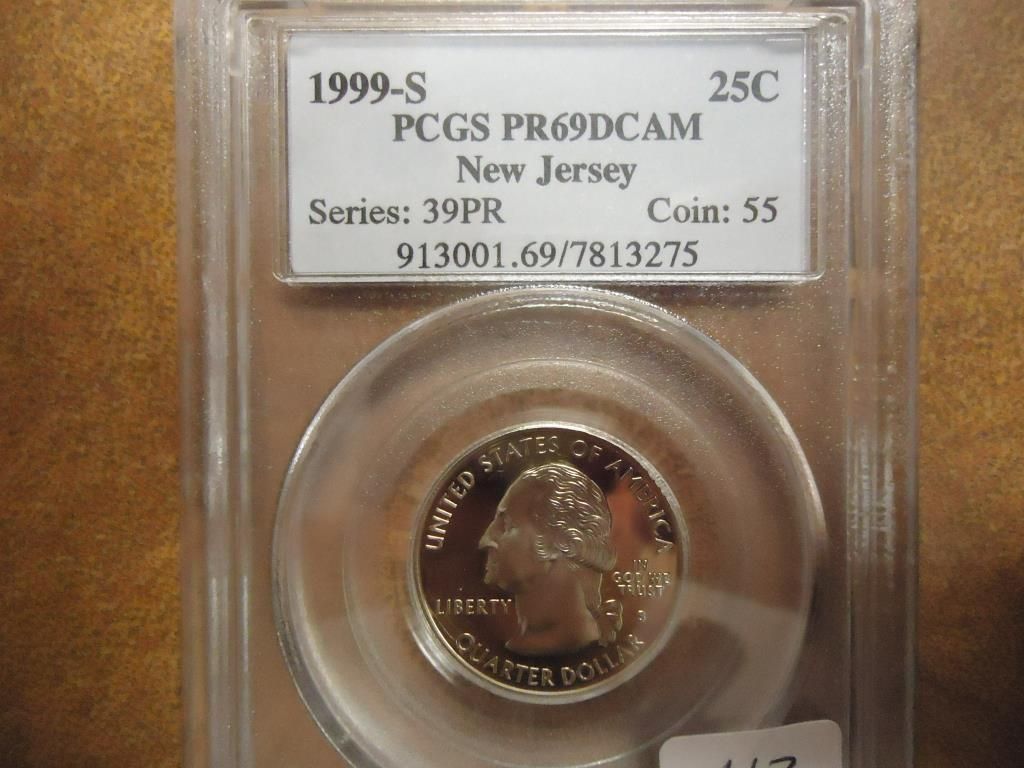 1999-S 25C
PCGS PR69DCAM
New Jersey
Series: 39PR Coin: 55
913001.69/7813275
UNITED STATES OF AMERICA
IN
GOD WE
TRUST
LIBERTY
S
QUARTER DOLLAR